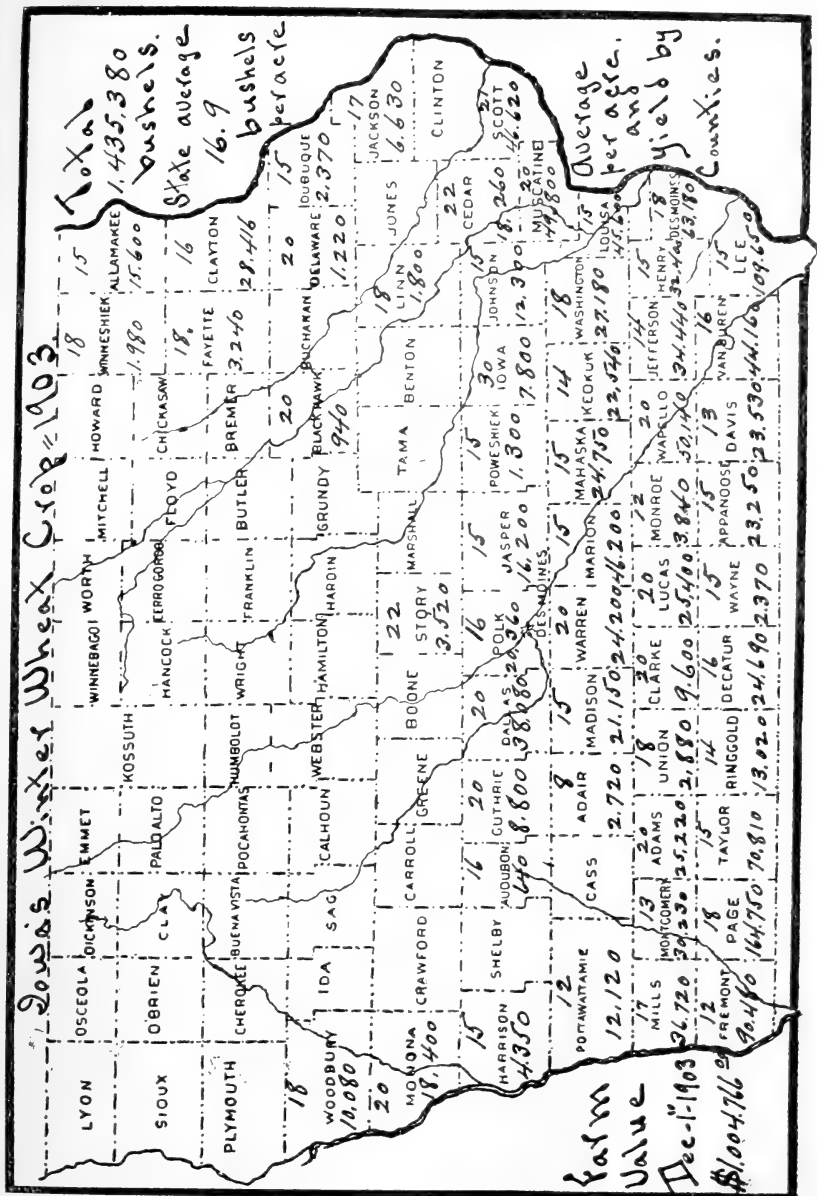 Iowa's Winter Wheat Crop = 1903.
Total
1,435,380
bushels.
State average
16.9
bushels
per acre
LYON
OSCEOLA
DICKINSON
EMMET
WINNEBAGO
WORTH
MITCHELL
HOWARD
18
WINNESHIEK
1.980
15
ALLAMAKEE
15.600
SIOUX
O'BRIEN
CLAY
PALO ALTO
KOSSUTH
HANCOCK
CERRO GORDO
FLOYD
CHICKASAW
18.
FAYETTE
3.240
16
CLAYTON
28.416
PLYMOUTH
CHEROKEE
BUENA VISTA
POCAHONTAS
HUMBOLDT
WRIGHT
FRANKLIN
BUTLER
BREMER
18
WOODBURY
10,080
IDA
SAG
CALHOUN
WEBSTER
HAMILTON
HARDIN
GRUNDY
20
BLACK HAWK
940
BUCHANAN
20
DELAWARE
1.220
15
DUBUQUE
2.370
20
MONONA
18,400
CRAWFORD
CARROLL
GREENE
BOONE
22
STORY
3.520
MARSHALL
TAMA
BENTON
18
LINN
1.800
JONES
17
JACKSON
6.630
CLINTON
15
HARRISON
4350
SHELBY
16
AUDUBON
640
20
GUTHRIE
8.800
20
DALLAS
38.080
16
POLK
20,360
DES MOINES
15
JASPER
16,200
15
POWESHIEK
1.300
30
IOWA
7.800
15
JOHNSON
12.300
22
CEDAR
18.260
27
SCOTT
46.620
20
MUSCATINE
49.800
12
POTTAWATTAMIE
12.120
CASS
8
ADAIR
2.720
15
MADISON
21.150
20
WARREN
24.200
15
MARION
46.200
15
MAHASKA
24.750
14
KEOKUK
22,540
18
WASHINGTON
27.180
15
LOUISA
45.600
Average
per acre.
and
yield by
Counties.
17
MILLS
36,720
13
MONTGOMERY
30,230
20
ADAMS
25,220
18
UNION
2,880
20
CLARKE
9.600
20
LUCAS
25.400
12
MONROE
3.840
20
WAPELLO
14
JEFFERSON
34.440
15
HENRY
18
DESMOINES
63,180
12
FREMONT
90,480
18
PAGE
164,750
15
TAYLOR
70,810
14
RINGGOLD
13.020
16
DECATUR
24,690
15
WAYNE
2370
15
APPANOOSE
23,250
13
DAVIS
23.530
16
VAN BUREN
44.160
15
LEE
109.650
Farm
Value
Dec-1-1903
$1,004.766